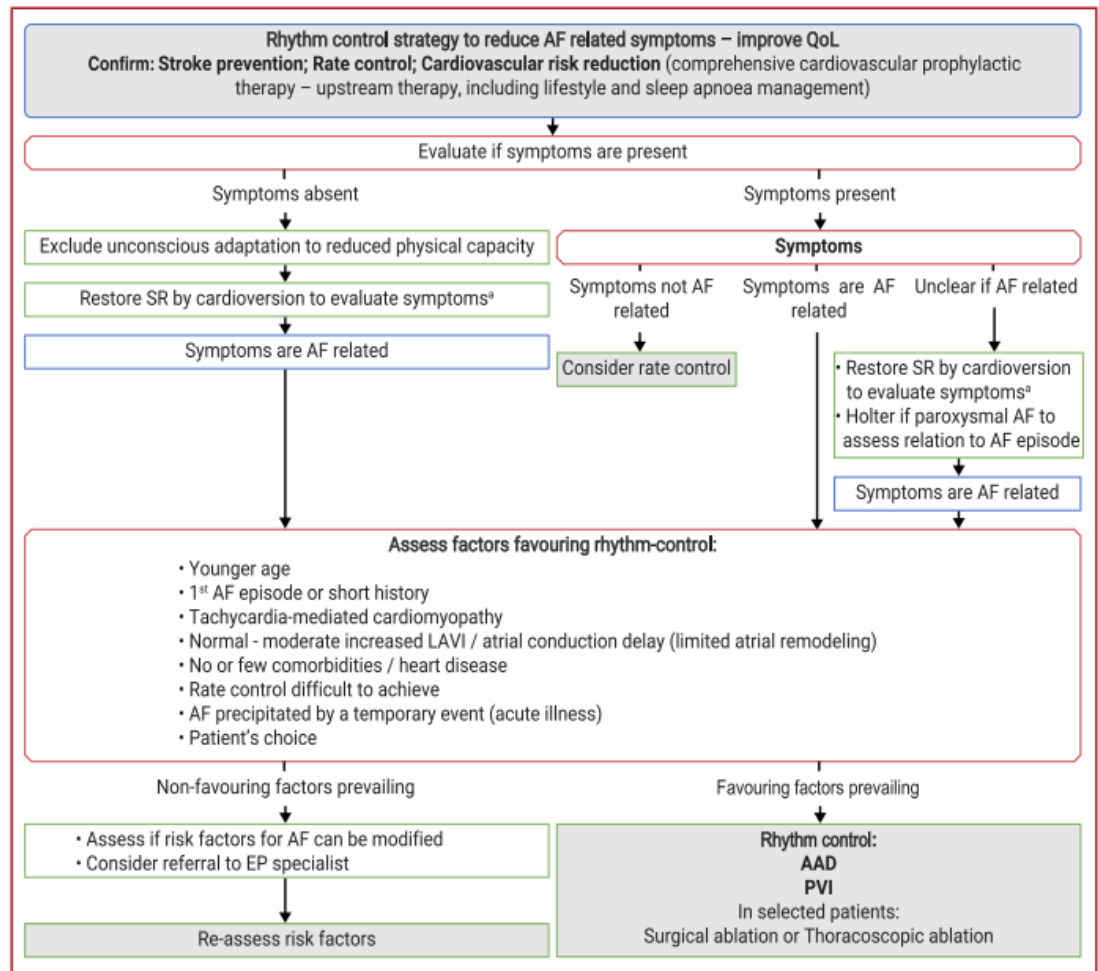 Rhythm control strategy to reduce AF related symptoms – improve QoL
Confirm: Stroke prevention; Rate control; Cardiovascular risk reduction (comprehensive cardiovascular prophylactic
therapy – upstream therapy, including lifestyle and sleep apnoea management)
Evaluate if symptoms are present
Symptoms absent
Exclude unconscious adaptation to reduced physical capacity
Restore SR by cardioversion to evaluate symptomsᵃ
Symptoms are AF related
Symptoms present
Symptoms
Symptoms not AF
related
Consider rate control
Symptoms are AF
related
Unclear if AF related
• Restore SR by cardioversion
to evaluate symptomsᵃ
• Holter if paroxysmal AF to
assess relation to AF episode
Symptoms are AF related
Assess factors favouring rhythm-control:
• Younger age
• 1ˢᵗ AF episode or short history
• Tachycardia-mediated cardiomyopathy
• Normal - moderate increased LAVI / atrial conduction delay (limited atrial remodeling)
• No or few comorbidities / heart disease
• Rate control difficult to achieve
• AF precipitated by a temporary event (acute illness)
• Patient's choice
Non-favouring factors prevailing
• Assess if risk factors for AF can be modified
• Consider referral to EP specialist
Re-assess risk factors
Favouring factors prevailing
Rhythm control:
AAD
PVI
In selected patients:
Surgical ablation or Thoracoscopic ablation